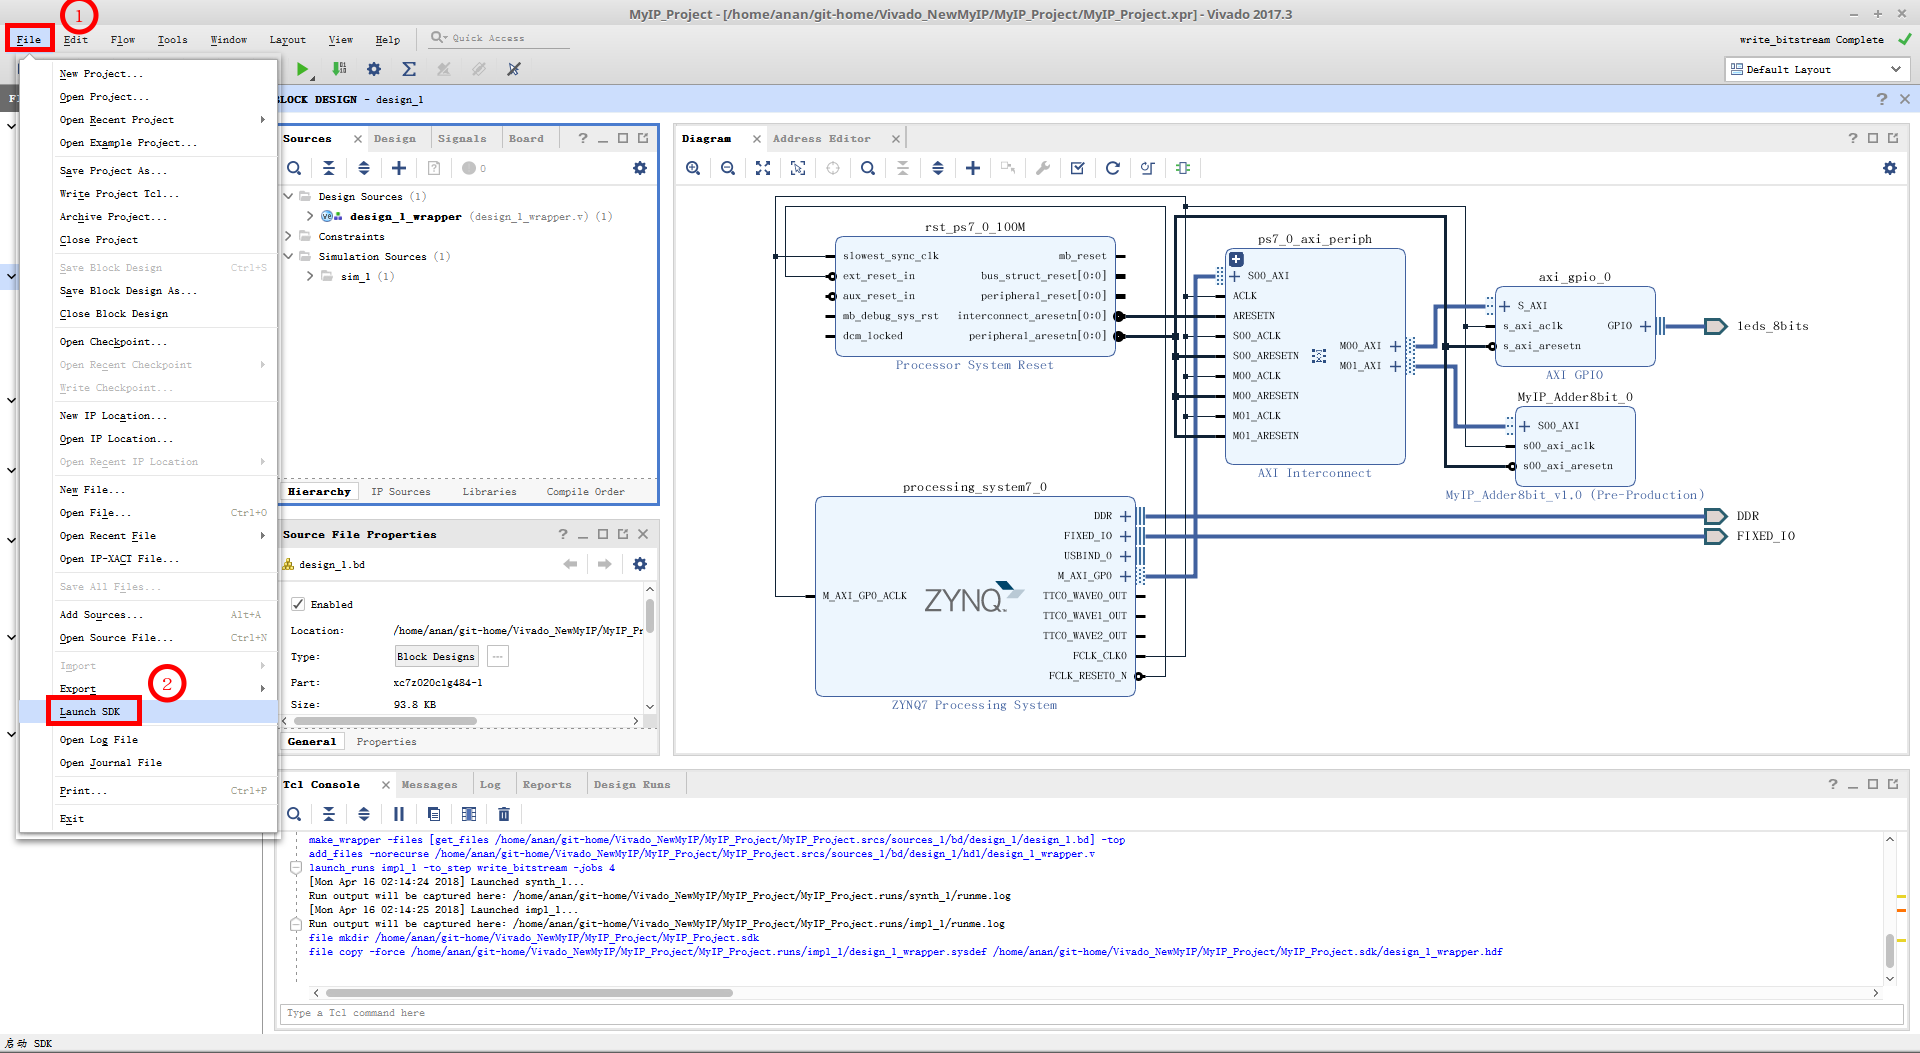 MyIP_Project - [/home/anan/git-home/Vivado_NewMyIP/MyIP_Project/MyIP_Project.xpr] - Vivado 2017.3
1
File Edit Flow Tools Window Layout View Help Quick Access
write_bitstream Complete
Default Layout
New Project...
Open Project...
Open Recent Project
Open Example Project...
Save Project As...
Write Project Tcl...
Archive Project...
Close Project
Save Block Design Ctrl+S
Save Block Design As...
Close Block Design
Open Checkpoint...
Open Recent Checkpoint
Write Checkpoint...
New IP Location...
Open IP Location...
Open Recent IP Location
New File...
Open File... Ctrl+O
Open Recent File
Open IP-XACT File...
Save All Files...
Add Sources... Alt+A
Open Source File... Ctrl+N
Import
Export
2
Launch SDK
Open Log File
Open Journal File
Print... Ctrl+P
Exit
LOCK DESIGN - design_1
Sources Design Signals Board
0
Design Sources (1)
design_1_wrapper (design_1_wrapper.v) (1)
Constraints
Simulation Sources (1)
sim_1 (1)
Hierarchy IP Sources Libraries Compile Order
Source File Properties
design_1.bd
Enabled
Location: /home/anan/git-home/Vivado_NewMyIP/MyIP_Pr
Type: Block Designs ...
Part: xc7z020clg484-1
Size: 93.8 KB
General Properties
Diagram Address Editor
rst_ps7_0_100M
slowest_sync_clk mb_reset
ext_reset_in bus_struct_reset[0:0]
aux_reset_in peripheral_reset[0:0]
mb_debug_sys_rst interconnect_aresetn[0:0]
dcm_locked peripheral_aresetn[0:0]
Processor System Reset
ps7_0_axi_periph
S00_AXI
ACLK
ARESETN
S00_ACLK
S00_ARESETN
M00_ACLK
M00_ARESETN
M01_ACLK
M01_ARESETN
M00_AXI
M01_AXI
AXI Interconnect
axi_gpio_0
S_AXI
s_axi_aclk
s_axi_aresetn
GPIO
AXI GPIO
leds_8bits
MyIP_Adder8bit_0
S00_AXI
s00_axi_aclk
s00_axi_aresetn
MyIP_Adder8bit_v1.0 (Pre-Production)
processing_system7_0
M_AXI_GP0_ACLK
ZYNQ
DDR
FIXED_IO
USBIND_0
M_AXI_GP0
TTC0_WAVE0_OUT
TTC0_WAVE1_OUT
TTC0_WAVE2_OUT
FCLK_CLK0
FCLK_RESET0_N
ZYNQ7 Processing System
DDR
FIXED_IO
Tcl Console Messages Log Reports Design Runs
make_wrapper -files [get_files /home/anan/git-home/Vivado_NewMyIP/MyIP_Project/MyIP_Project.srcs/sources_1/bd/design_1/design_1.bd] -top
add_files -norecurse /home/anan/git-home/Vivado_NewMyIP/MyIP_Project/MyIP_Project.srcs/sources_1/bd/design_1/hdl/design_1_wrapper.v
launch_runs impl_1 -to_step write_bitstream -jobs 4
[Mon Apr 16 02:14:24 2018] Launched synth_1...
Run output will be captured here: /home/anan/git-home/Vivado_NewMyIP/MyIP_Project/MyIP_Project.runs/synth_1/runme.log
[Mon Apr 16 02:14:25 2018] Launched impl_1...
Run output will be captured here: /home/anan/git-home/Vivado_NewMyIP/MyIP_Project/MyIP_Project.runs/impl_1/runme.log
file mkdir /home/anan/git-home/Vivado_NewMyIP/MyIP_Project/MyIP_Project.sdk
file copy -force /home/anan/git-home/Vivado_NewMyIP/MyIP_Project/MyIP_Project.runs/impl_1/design_1_wrapper.sysdef /home/anan/git-home/Vivado_NewMyIP/MyIP_Project/MyIP_Project.sdk/design_1_wrapper.hdf
Type a Tcl command here
启动 SDK